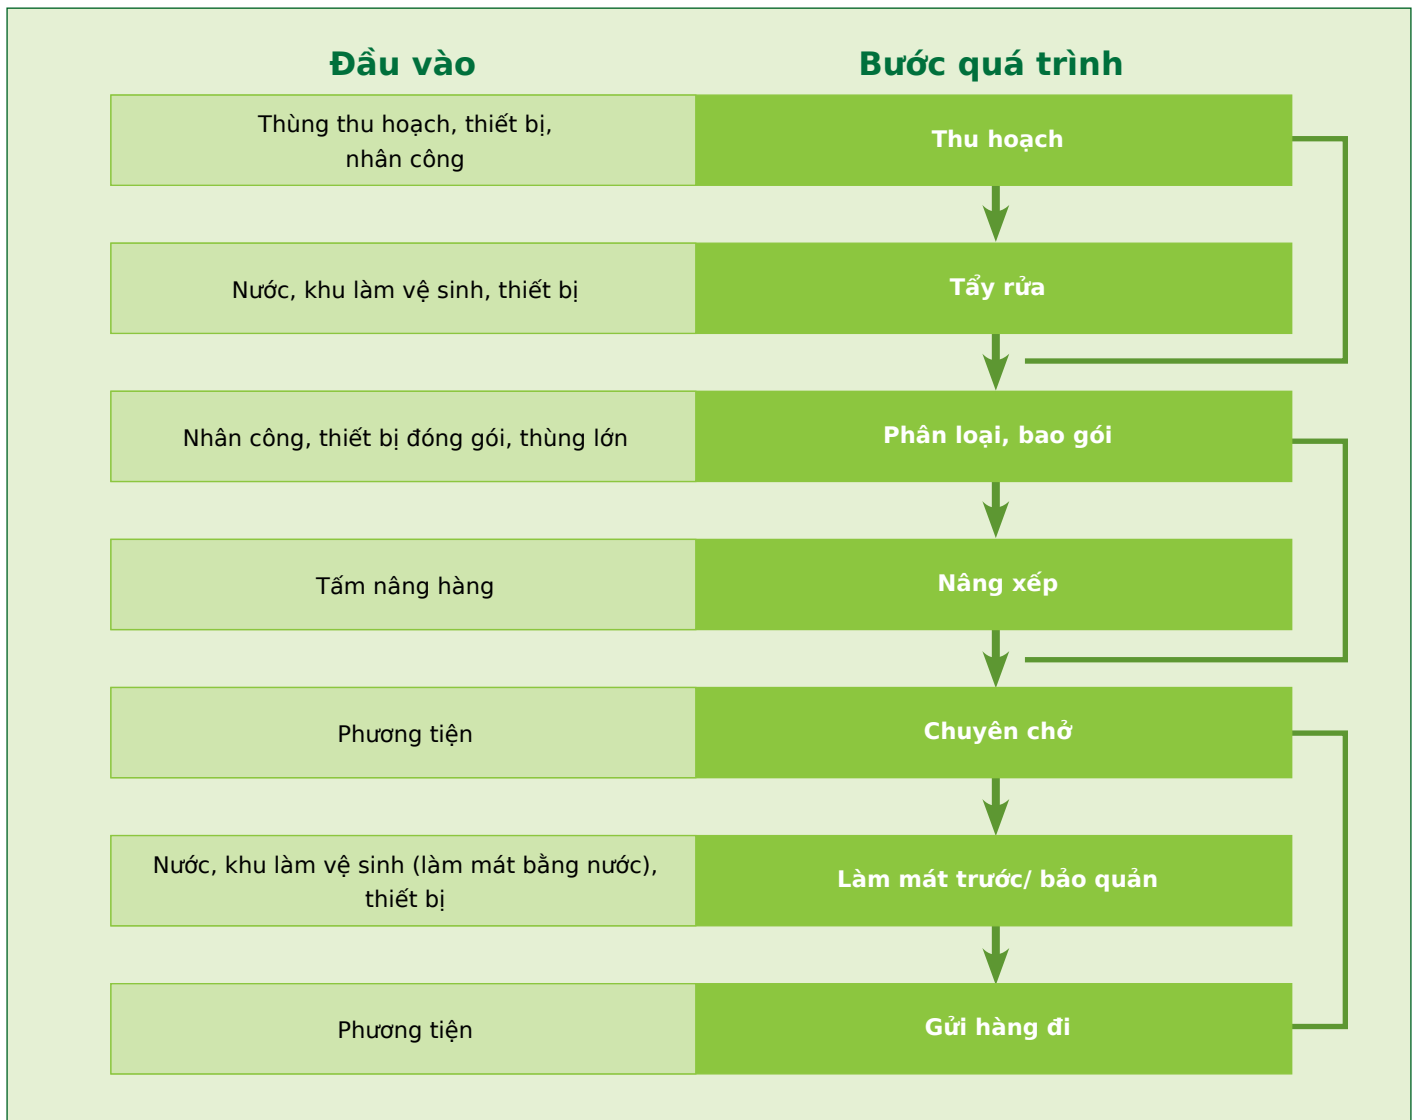 Đầu vào
Bước quá trình
Thùng thu hoạch, thiết bị,
nhân công
Thu hoạch
Nước, khu làm vệ sinh, thiết bị
Tẩy rửa
Nhân công, thiết bị đóng gói, thùng lớn
Phân loại, bao gói
Tấm nâng hàng
Nâng xếp
Phương tiện
Chuyên chở
Nước, khu làm vệ sinh (làm mát bằng nước),
thiết bị
Làm mát trước/ bảo quản
Phương tiện
Gửi hàng đi